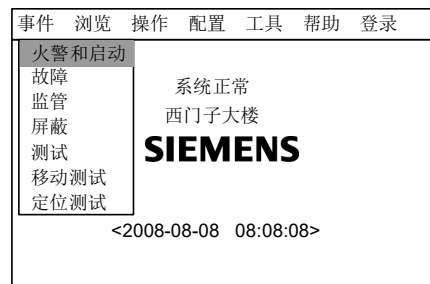 事件 浏览 操作 配置 工具 帮助 登录
火警和启动
故障
监管
屏蔽
测试
移动测试
定位测试
系统正常
西门子大楼
SIEMENS
<2008-08-08 08:08:08>